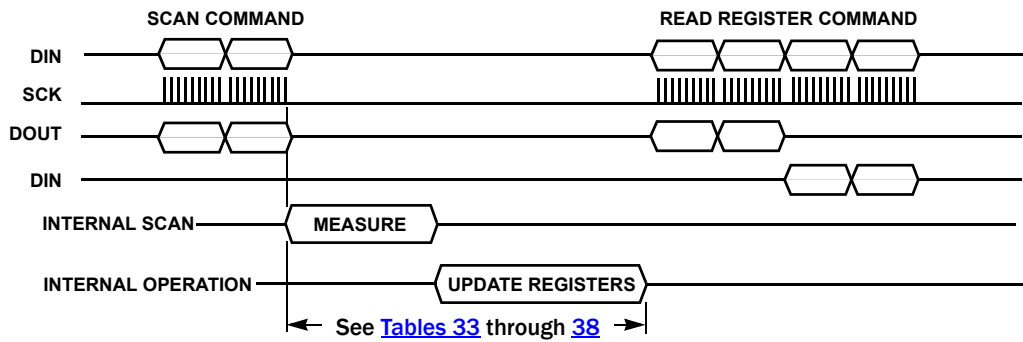 SCAN COMMAND
READ REGISTER COMMAND
DIN
SCK
DOUT
DIN
INTERNAL SCAN
MEASURE
INTERNAL OPERATION
UPDATE REGISTERS
See Tables 33 through 38